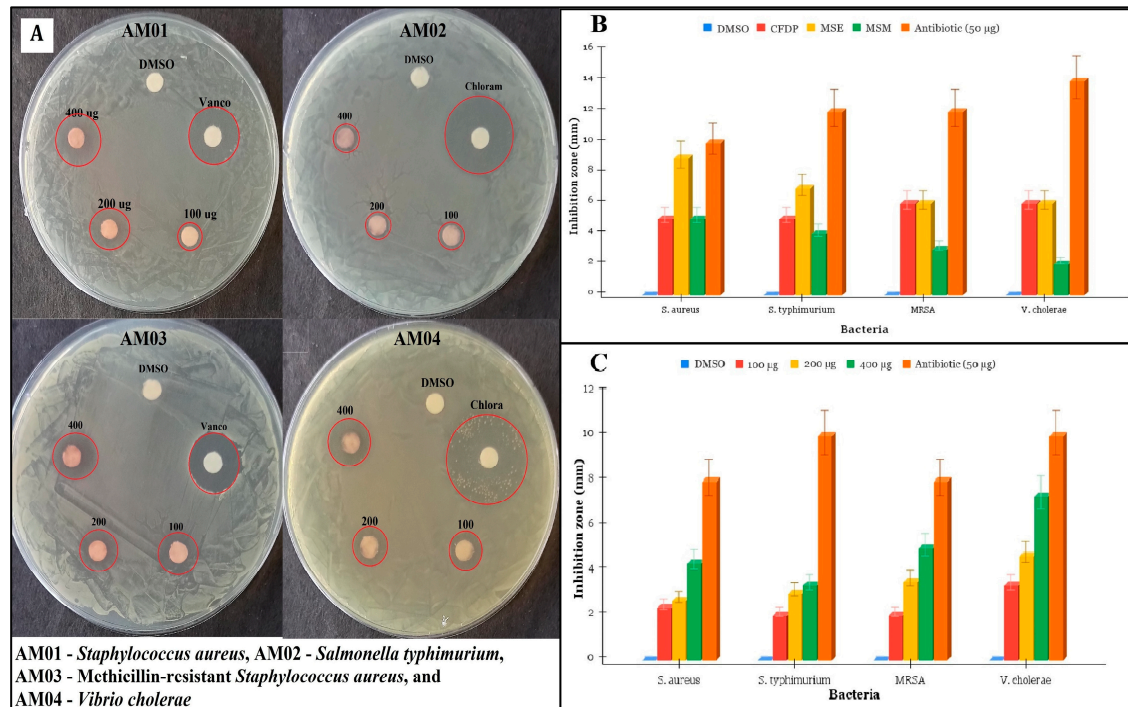 A
AM01
DMSO
400 ug
Vanco
200 ug
100 ug
AM02
DMSO
Chloram
400
200
100
AM03
DMSO
400
Vanco
200
100
AM04
DMSO
400
Chlora
200
100
AM01 - Staphylococcus aureus, AM02 - Salmonella typhimurium,
AM03 - Methicillin-resistant Staphylococcus aureus, and
AM04 - Vibrio cholerae
B
DMSO CFDP MSE MSM Antibiotic (50 µg)
Inhibition zone (mm)
16
14
12
10
8
6
4
2
0
S. aureus S. typhimurium MRSA V. cholerae
Bacteria
C
DMSO 100 µg 200 µg 400 µg Antibiotic (50 µg)
Inhibition zone (mm)
12
10
8
6
4
2
0
S. aureus S. typhimurium MRSA V. cholerae
Bacteria